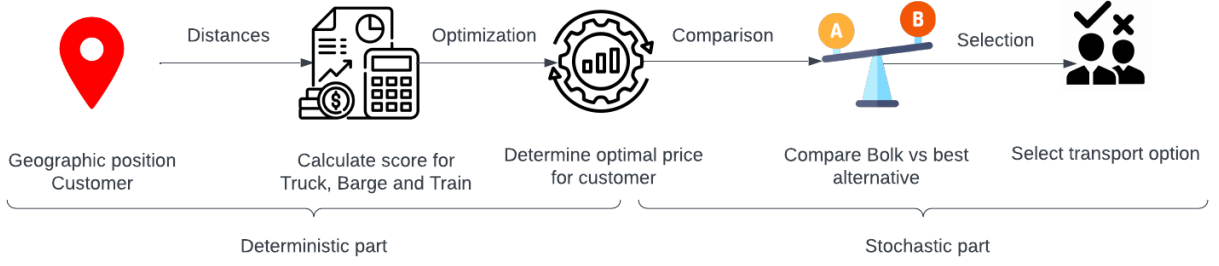 Distances
Optimization
Comparison
Selection
A
B
$
Geographic position
Customer
Calculate score for
Truck, Barge and Train
Determine optimal price
for customer
Compare Bolk vs best
alternative
Select transport option
Deterministic part
Stochastic part